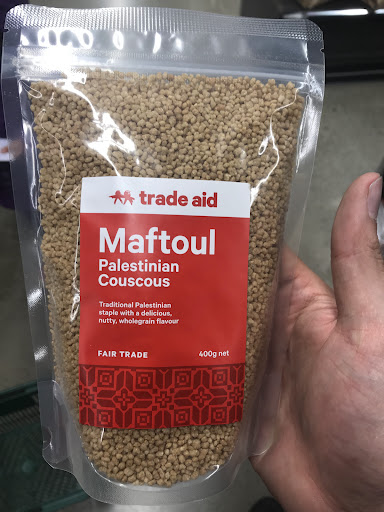 trade aid
Maftoul
Palestinian
Couscous
Traditional Palestinian
staple with a delicious,
nutty, wholegrain flavour
FAIR TRADE 400g net